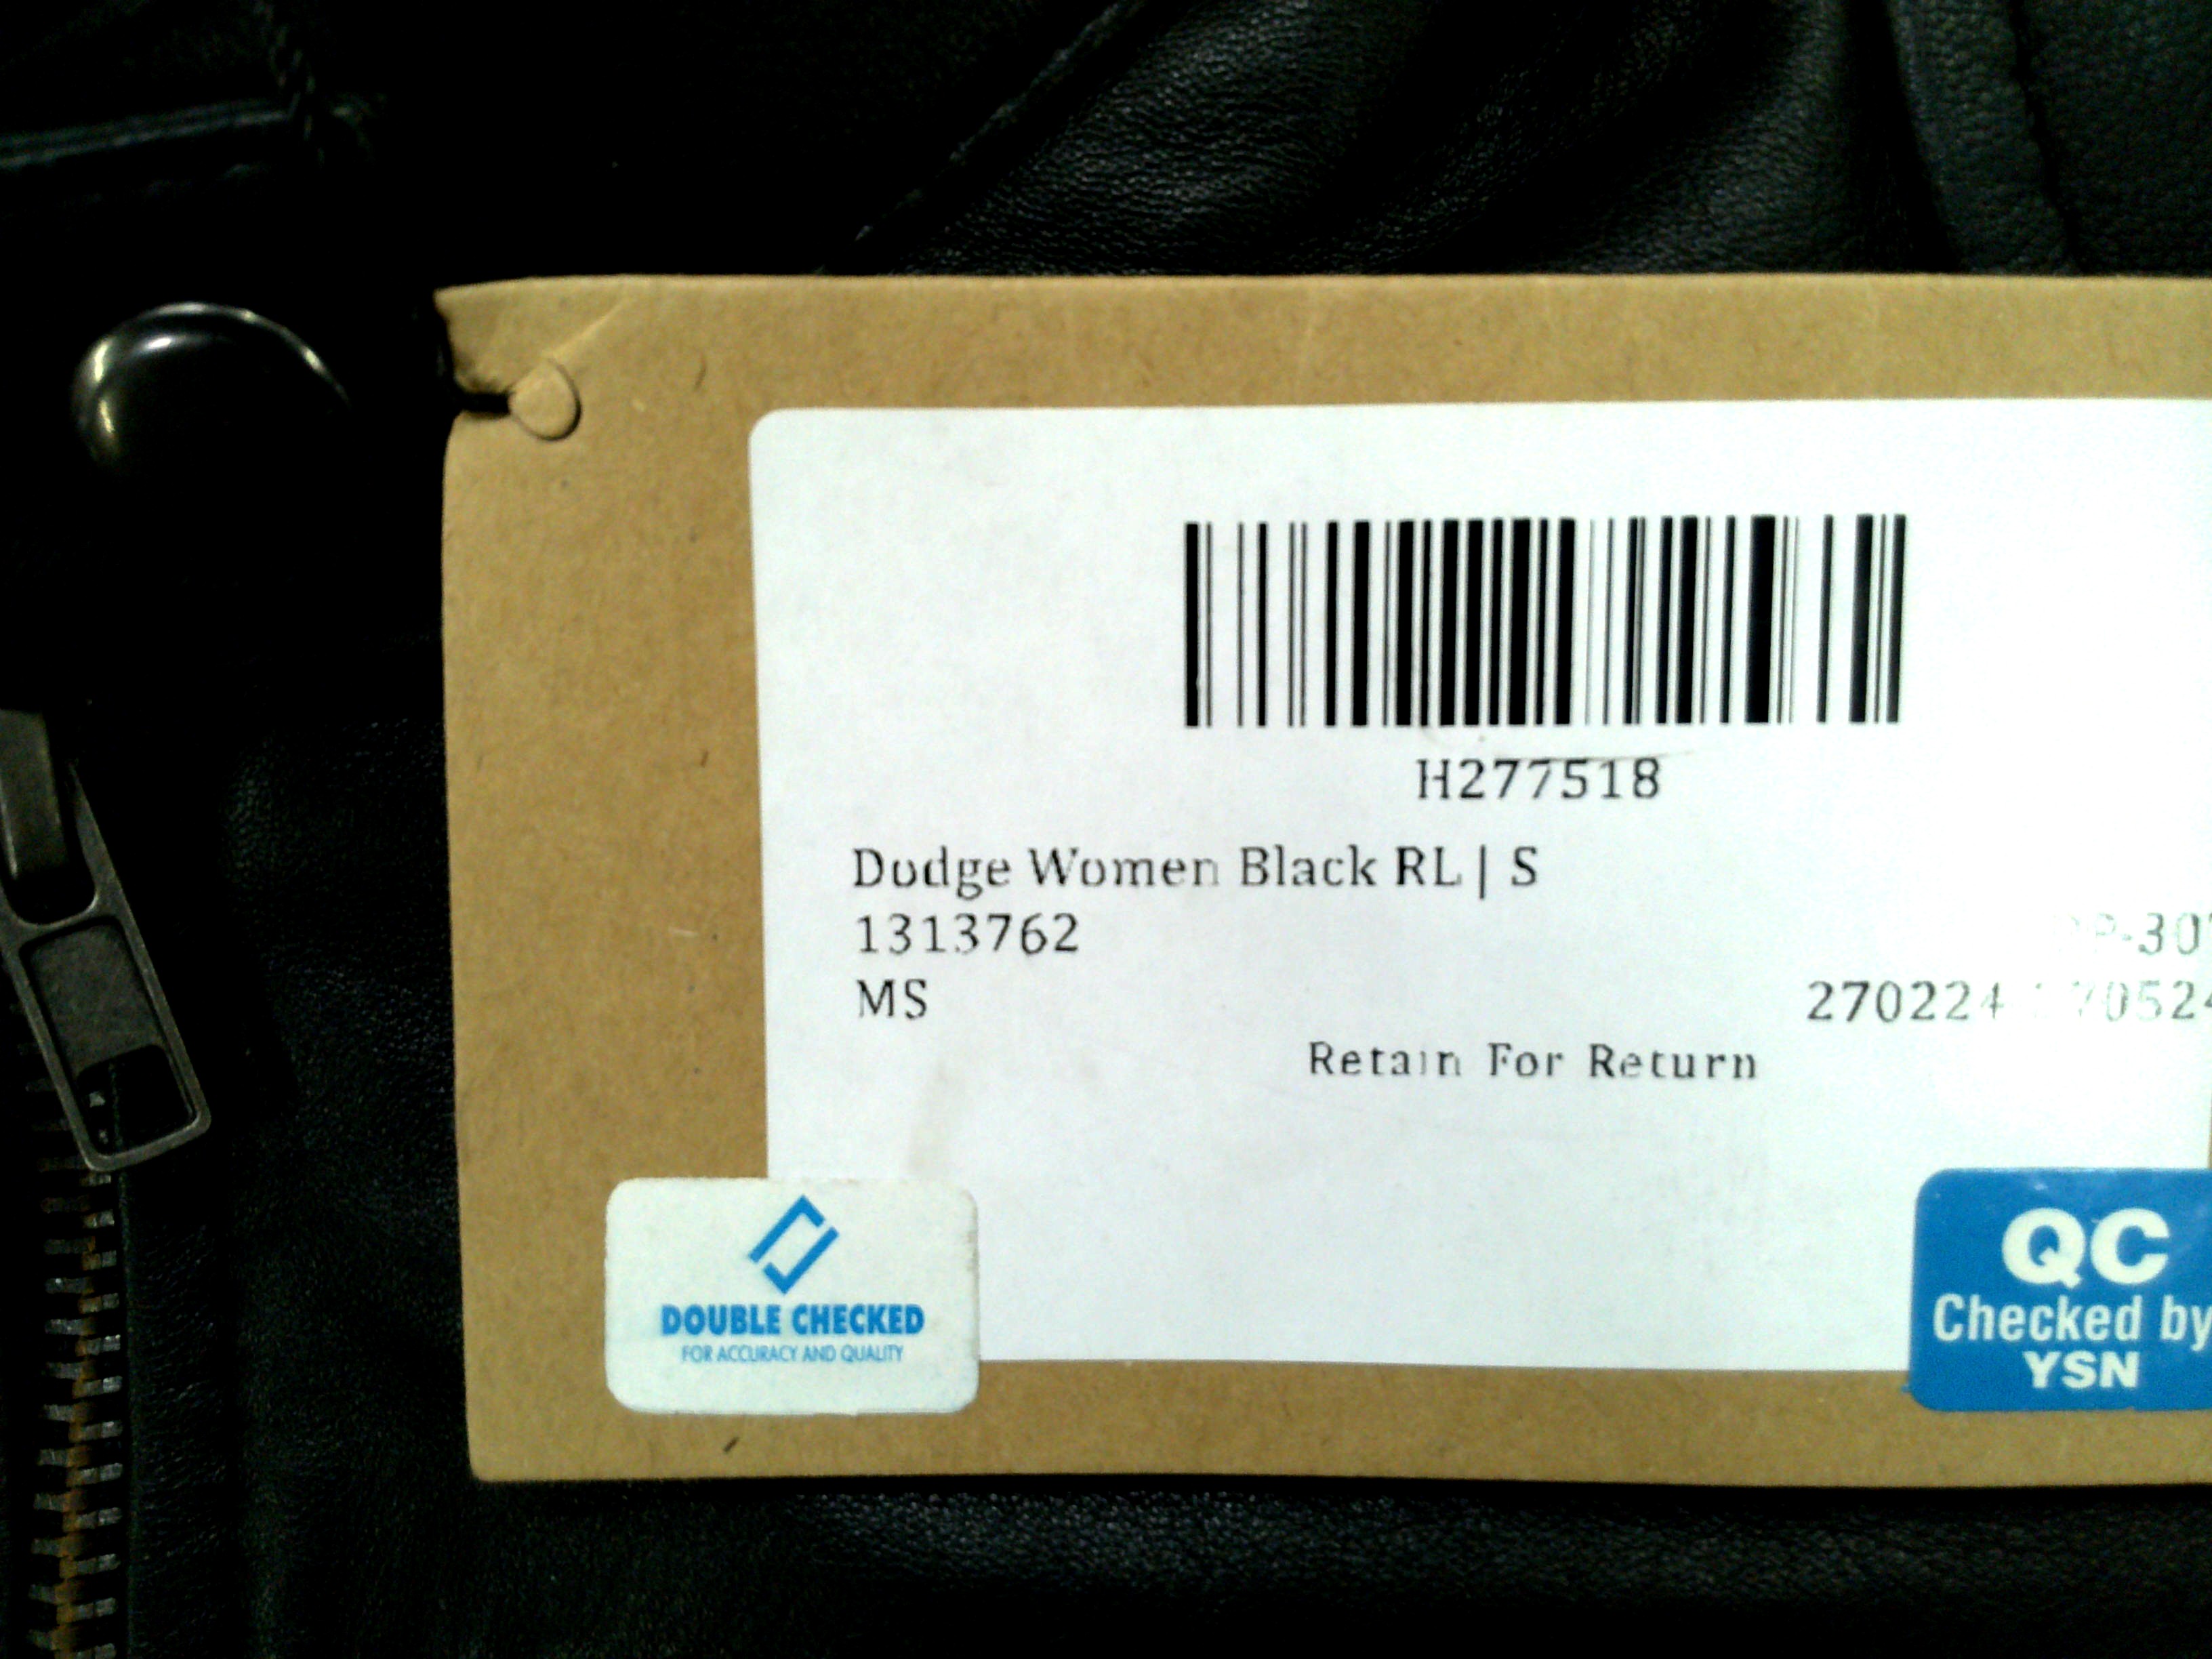 H277518
Dodge Women Black RL | S
1313762
MS 270224
Retain For Return
DOUBLE CHECKED
FOR ACCURACY AND QUALITY
QC
Checked by
YSN